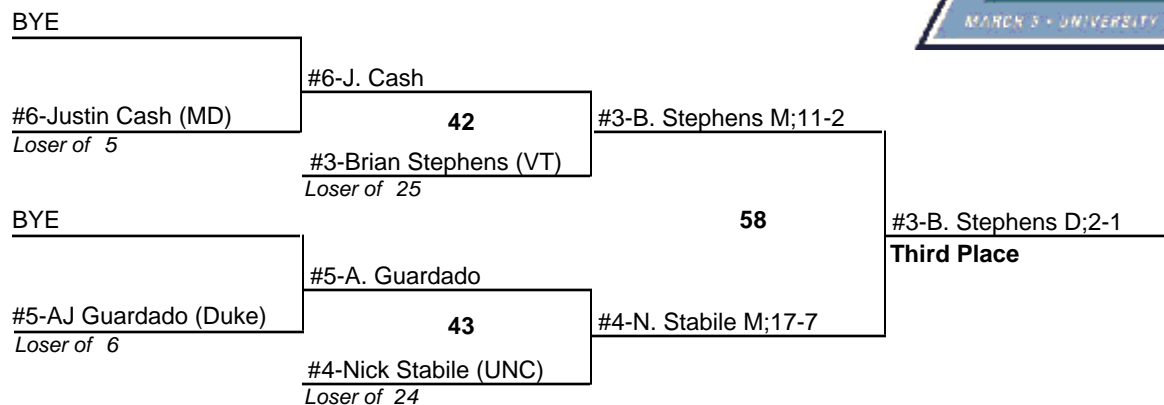 BYE
MARCH 5 • UNIVERSITY
#6-J. Cash
#6-Justin Cash (MD)
Loser of 5
42
#3-B. Stephens M;11-2
#3-Brian Stephens (VT)
Loser of 25
BYE
58
#3-B. Stephens D;2-1
Third Place
#5-A. Guardado
#5-AJ Guardado (Duke)
Loser of 6
43
#4-N. Stabile M;17-7
#4-Nick Stabile (UNC)
Loser of 24